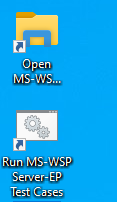 Open
MS-WS...
Run MS-WSP
Server-EP
Test Cases